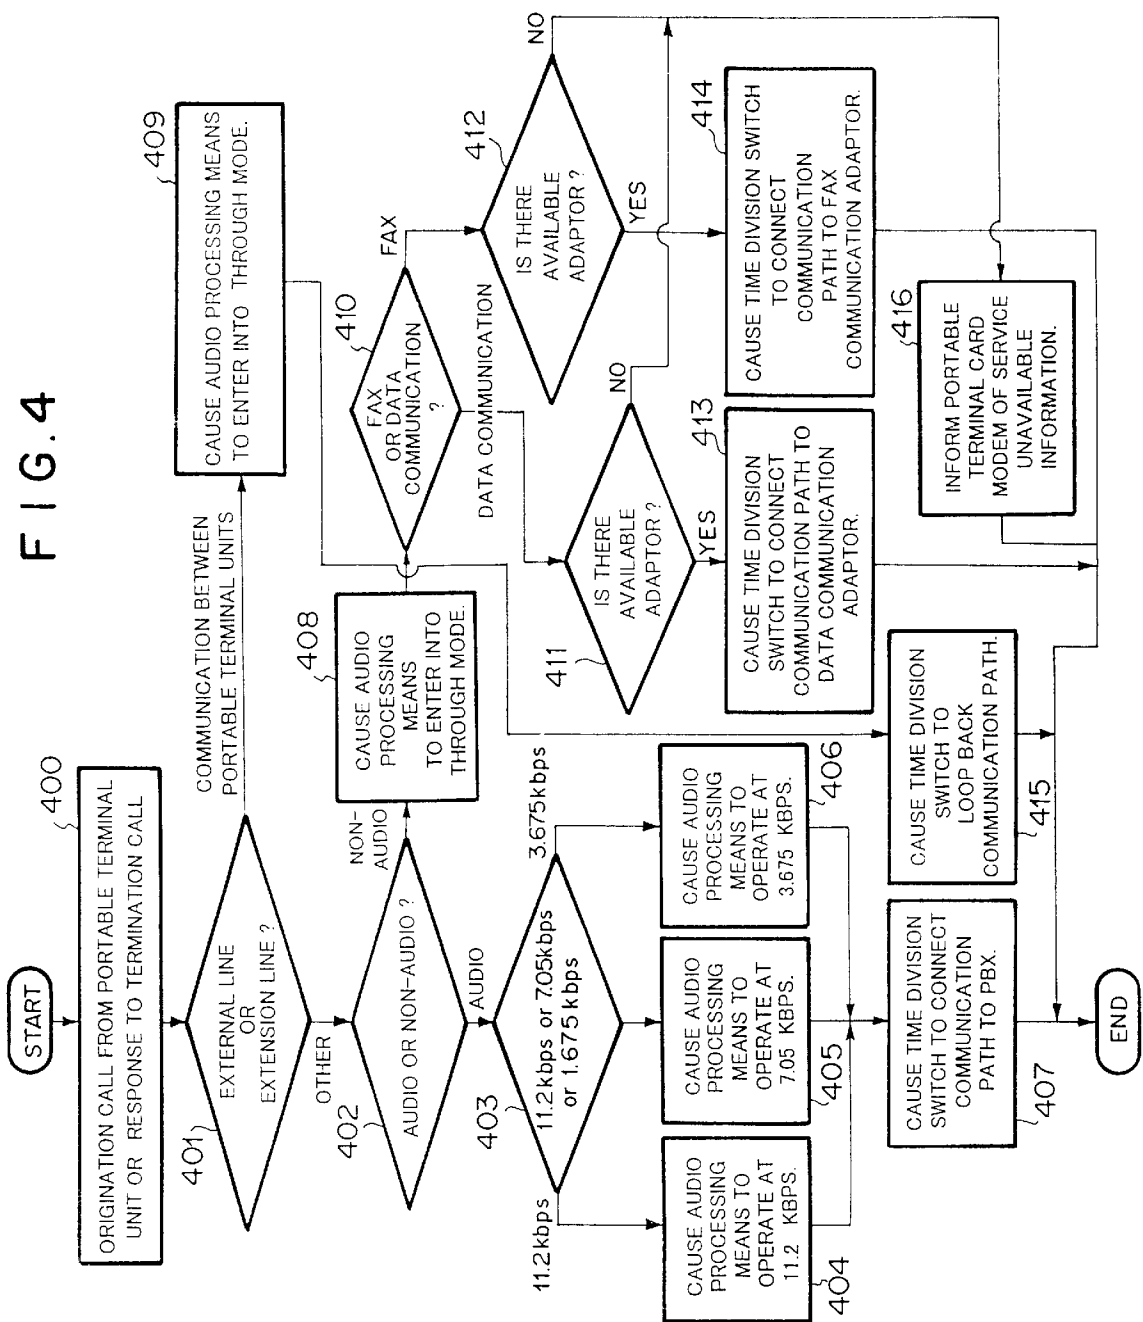 FIG.4
START
400
ORIGINATION CALL FROM PORTABLE TERMINAL
UNIT OR RESPONSE TO TERMINATION CALL
401
EXTERNAL LINE
OR
EXTENSION LINE ?
COMMUNICATION BETWEEN
PORTABLE TERMINAL UNITS
OTHER
409
CAUSE AUDIO PROCESSING MEANS
TO ENTER INTO THROUGH MODE.
402
AUDIO OR NON-AUDIO ?
NON-
AUDIO
AUDIO
408
CAUSE AUDIO
PROCESSING
MEANS
TO ENTER INTO
THROUGH MODE.
410
FAX
OR DATA
COMMUNICATION
?
FAX
DATA COMMUNICATION
403
11.2kbps or 7.05kbps
or 1.675kbps
11.2kbps
3.675kbps
412
IS THERE
AVAILABLE
ADAPTOR ?
NO
YES
411
IS THERE
AVAILABLE
ADAPTOR ?
NO
YES
404
CAUSE AUDIO
PROCESSING
MEANS TO
OPERATE AT
11.2 KBPS.
405
CAUSE AUDIO
PROCESSING
MEANS TO
OPERATE AT
7.05 KBPS.
406
CAUSE AUDIO
PROCESSING
MEANS TO
OPERATE AT
3.675 KBPS.
413
CAUSE TIME DIVISION
SWITCH TO CONNECT
COMMUNICATION PATH TO
DATA COMMUNICATION
ADAPTOR.
414
CAUSE TIME DIVISION SWITCH
TO CONNECT
COMMUNICATION
PATH TO FAX
COMMUNICATION ADAPTOR.
407
CAUSE TIME DIVISION
SWITCH TO CONNECT
COMMUNICATION
PATH TO PBX.
415
CAUSE TIME DIVISION
SWITCH TO
LOOP BACK
COMMUNICATION PATH.
416
INFORM PORTABLE
TERMINAL CARD
MODEM OF SERVICE
UNAVAILABLE
INFORMATION.
END